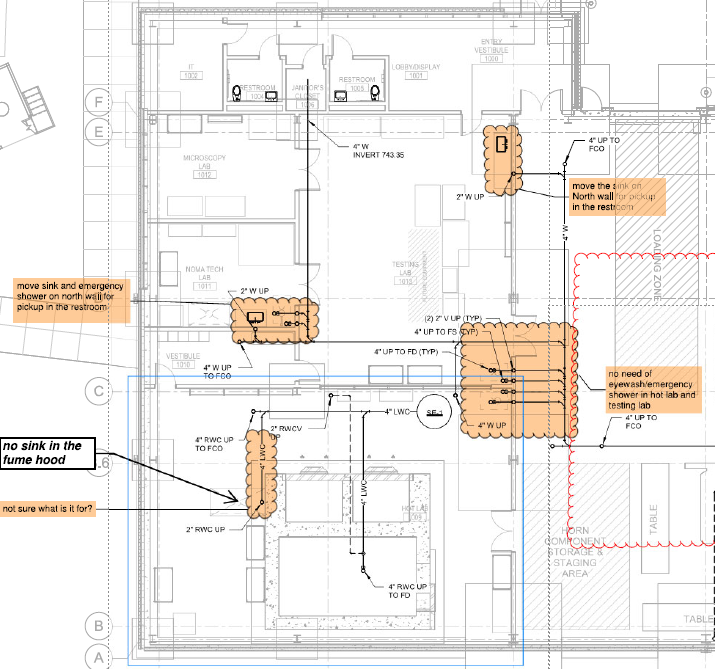 ENTRY
VESTIBULE
1000
IT
1002
LOBBY/DISPLAY
1001
RESTROOM
1004
JANITOR'S
CLOSET
RESTROOM
1005
F
E
4" W
INVERT 743.35
4" UP TO
FCO
MICROSCOPY
LAB
1012
move the sink on
North wall for pickup
in the restroom
2" W UP
4" W
LOADING ZONE
NOMA TECH
LAB
1011
TESTING
LAB
1013
move sink and emergency
shower on north wall for
pickup in the restroom
2" W UP
(2) 2" V UP (TYP)
4" UP TO FS (TYP)
4" UP TO FD (TYP)
VESTIBULE
1010
4" W UP
TO FCO
no need of
eyewash/emergency
shower in hot lab and
testing lab
C
4" RWC UP
TO FCO
2" RWCV
UP
4" LWC
SE-1
4" W UP
4" UP TO
FCO
no sink in the
fume hood
.6
4" LWC
4" LWC
HOT LAB
not sure what is it for?
2" RWC UP
TABLE
HORN
COMPONENT
STORAGE &
STAGING
AREA
4" RWC UP
TO FD
B
TABLE
A